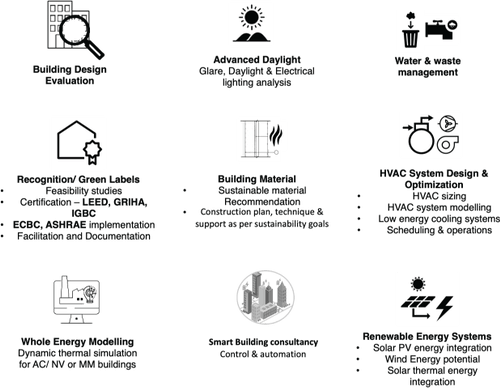 Building Design
Evaluation
Advanced Daylight
Glare, Daylight & Electrical
lighting analysis
Water & waste
management
Recognition/ Green Labels
• Feasibility studies
• Certification – LEED, GRIHA,
IGBC
• ECBC, ASHRAE implementation
• Facilitation and Documentation
Building Material
• Sustainable material
Recommendation
• Construction plan, technique &
support as per sustainability goals
HVAC System Design &
Optimization
• HVAC sizing
• HVAC system modelling
• Low energy cooling systems
• Scheduling & operations
Whole Energy Modelling
Dynamic thermal simulation
for AC/ NV or MM buildings
Smart Building consultancy
Control & automation
Renewable Energy Systems
• Solar PV energy integration
• Wind Energy potential
• Solar thermal energy
integration